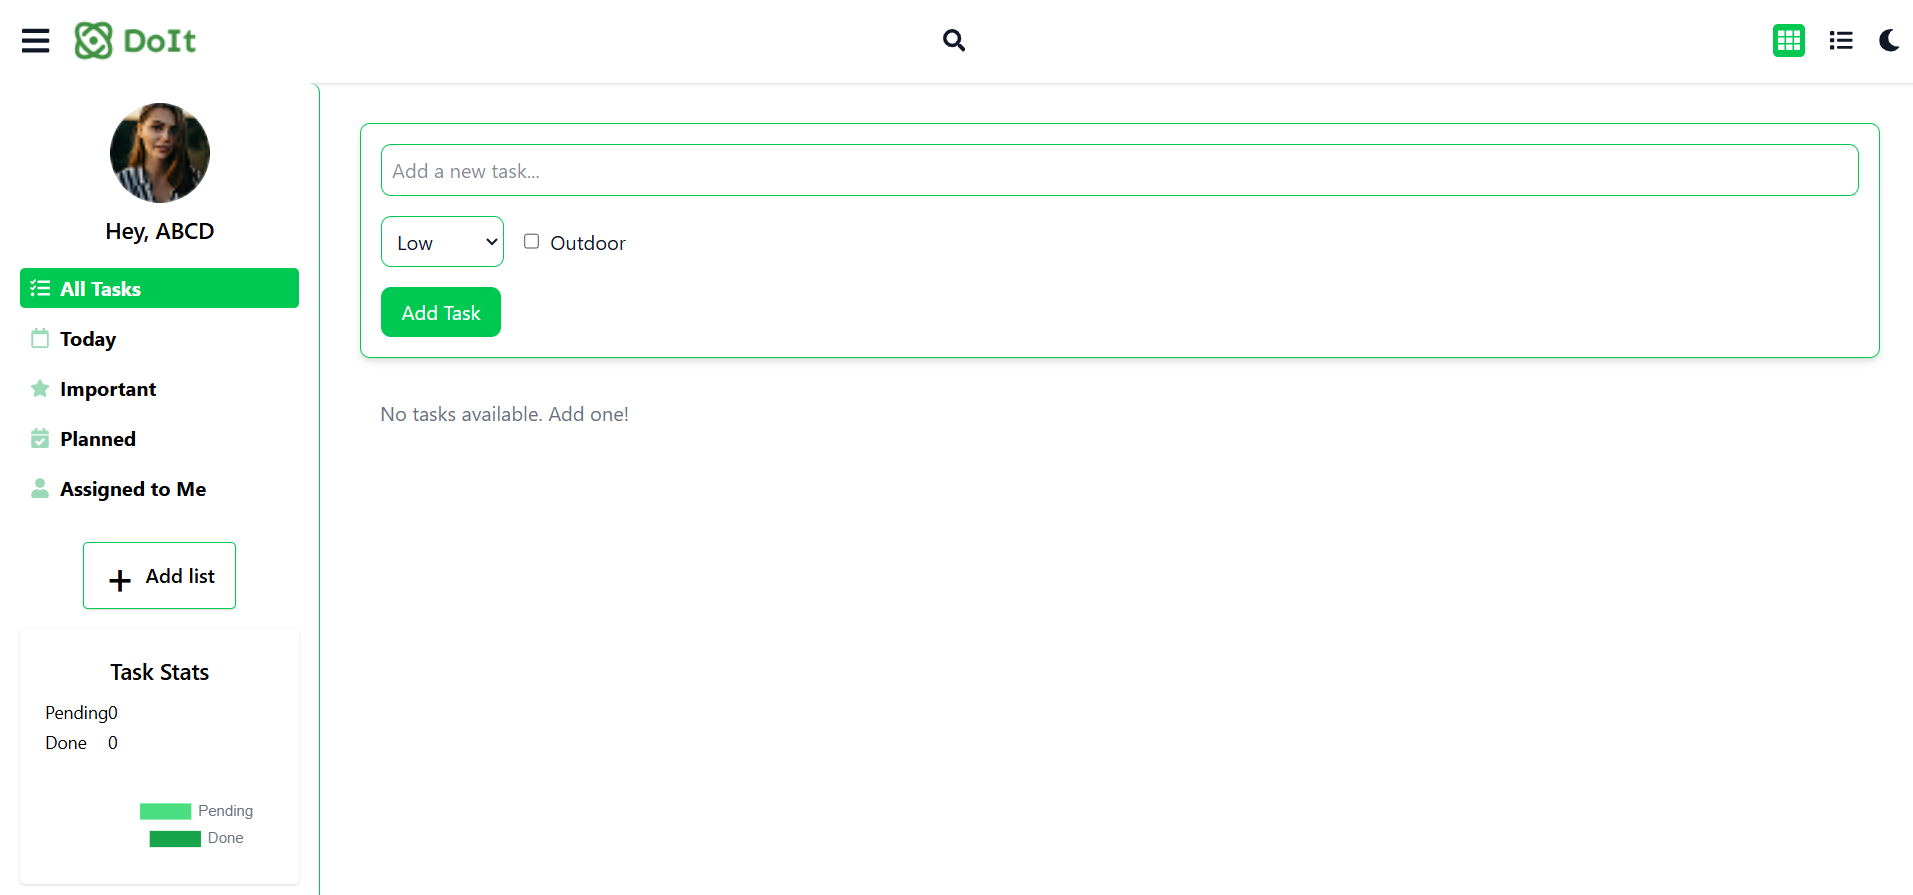 DoIt
Hey, ABCD
All Tasks
Today
Important
Planned
Assigned to Me
Add list
Task Stats
Pending0
Done 0
Pending
Done
Add a new task...
Low
Outdoor
Add Task
No tasks available. Add one!